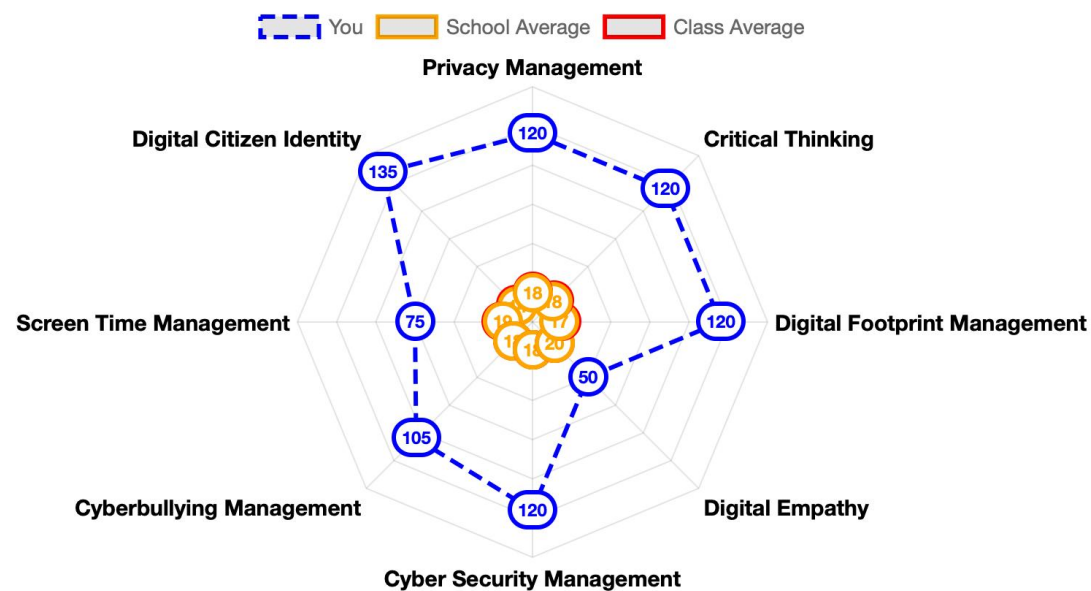 You School Average Class Average
Privacy Management
Digital Citizen Identity Critical Thinking
120
135
120
18
Screen Time Management 75 17 120 Digital Footprint Management
20
50
105
Cyberbullying Management Digital Empathy
120
Cyber Security Management